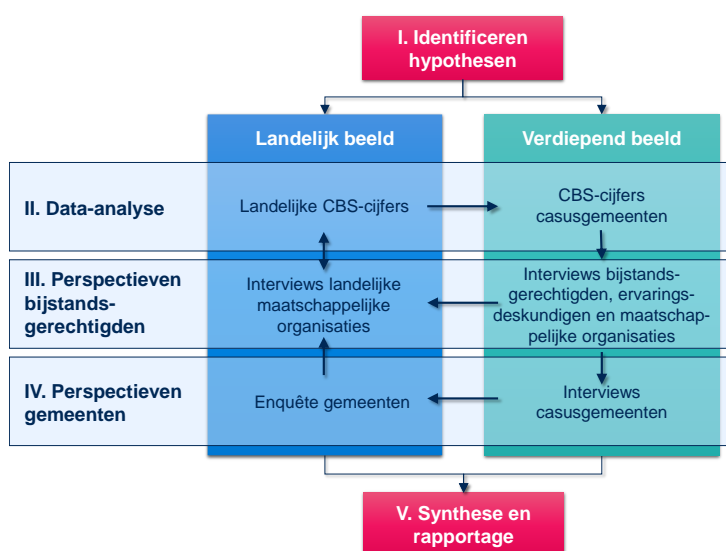 I. Identificeren
hypothesen
Landelijk beeld
Verdiepend beeld
II. Data-analyse
Landelijke CBS-cijfers
CBS-cijfers
casusgemeenten
III. Perspectieven
bijstands-
gerechtigden
Interviews landelijke
maatschappelijke
organisaties
Interviews bijstands-
gerechtigden, ervarings-
deskundigen en maatschap-
pelijke organisaties
IV. Perspectieven
gemeenten
Enquête gemeenten
Interviews
casusgemeenten
V. Synthese en
rapportage